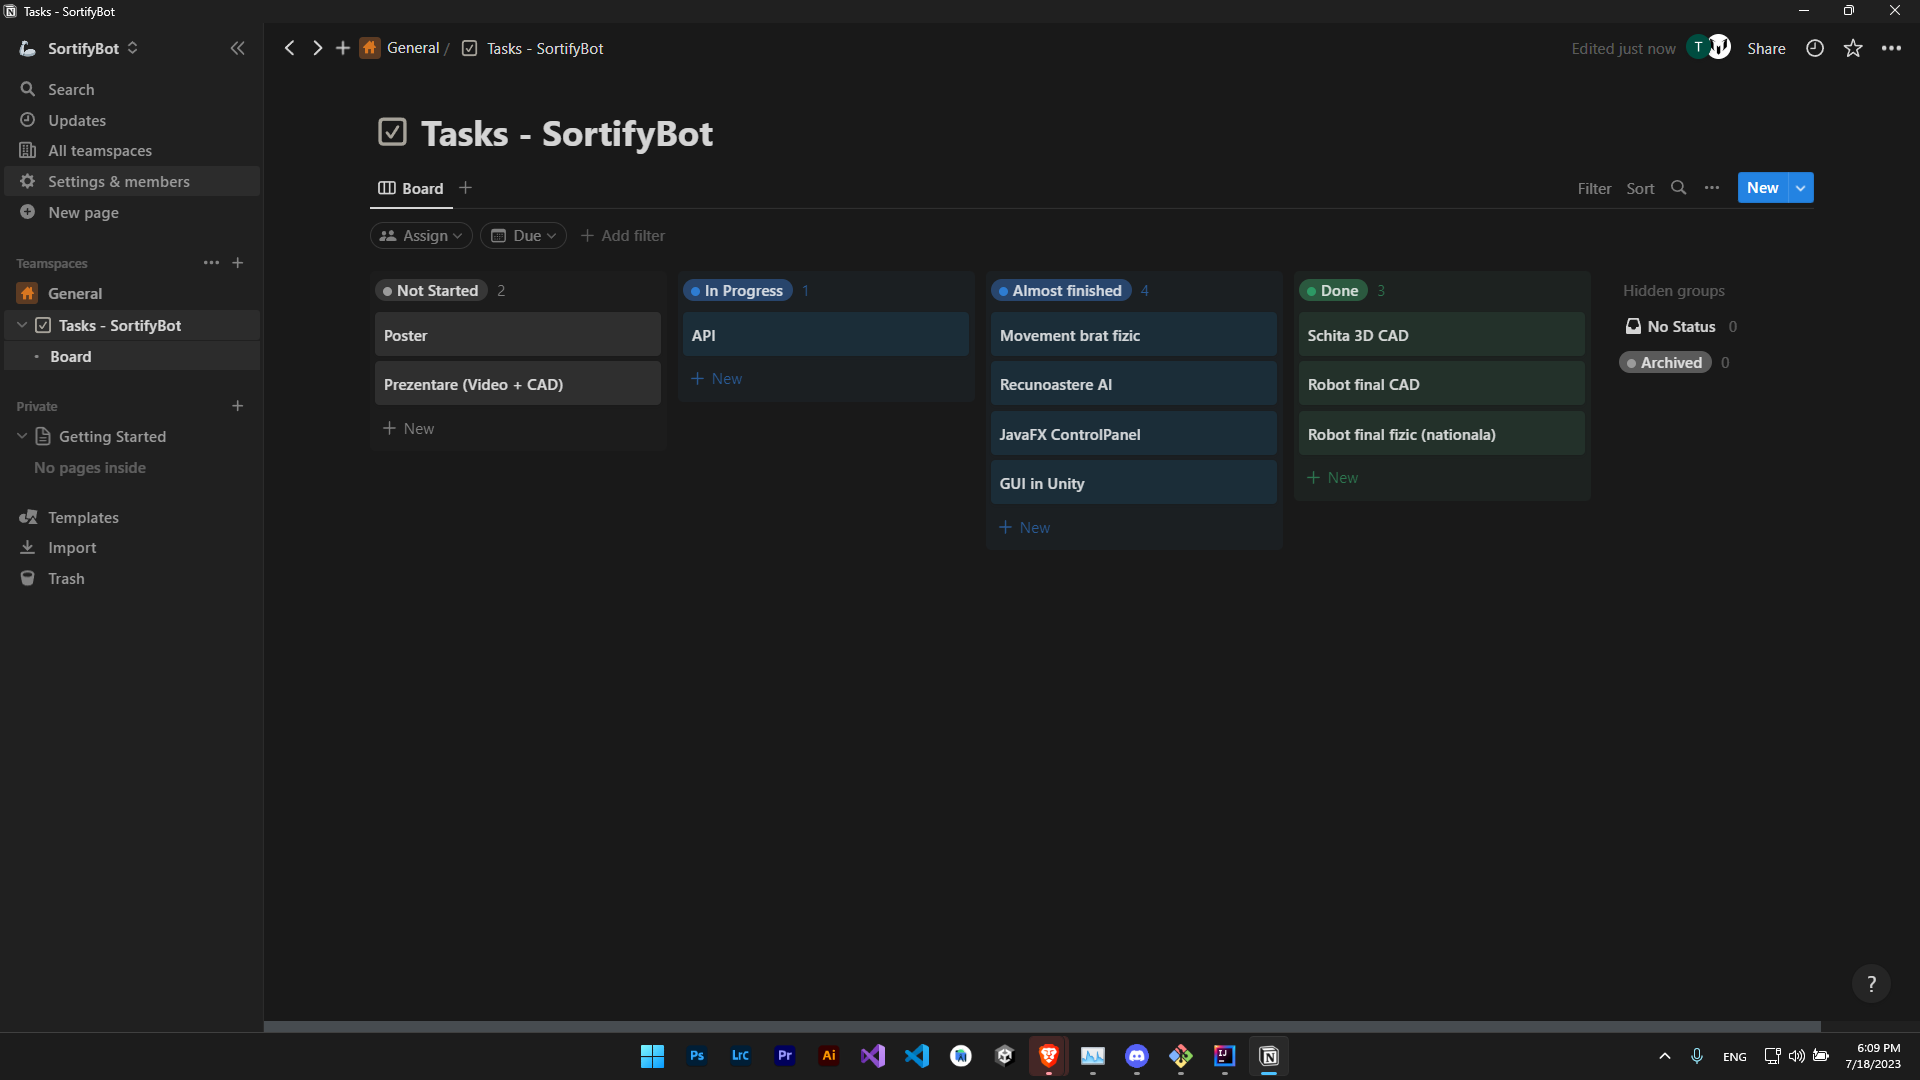 Tasks - SortifyBot
SortifyBot
General / Tasks - SortifyBot
Edited just now
T
Share
Search
Updates
All teamspaces
Settings & members
New page
Teamspaces
General
Tasks - SortifyBot
Board
Private
Getting Started
No pages inside
Templates
Import
Trash
Tasks - SortifyBot
Board
Filter Sort
New
Assign
Due
Add filter
Not Started 2
Poster
Prezentare (Video + CAD)
New
In Progress 1
API
New
Almost finished 4
Movement brat fizic
Recunoastere AI
JavaFX ControlPanel
GUI in Unity
New
Done 3
Schita 3D CAD
Robot final CAD
Robot final fizic (nationala)
New
Hidden groups
No Status 0
Archived 0
?
Ps
Lrc
Pr
Ai
IJ
N
ENG
6:09 PM
7/18/2023